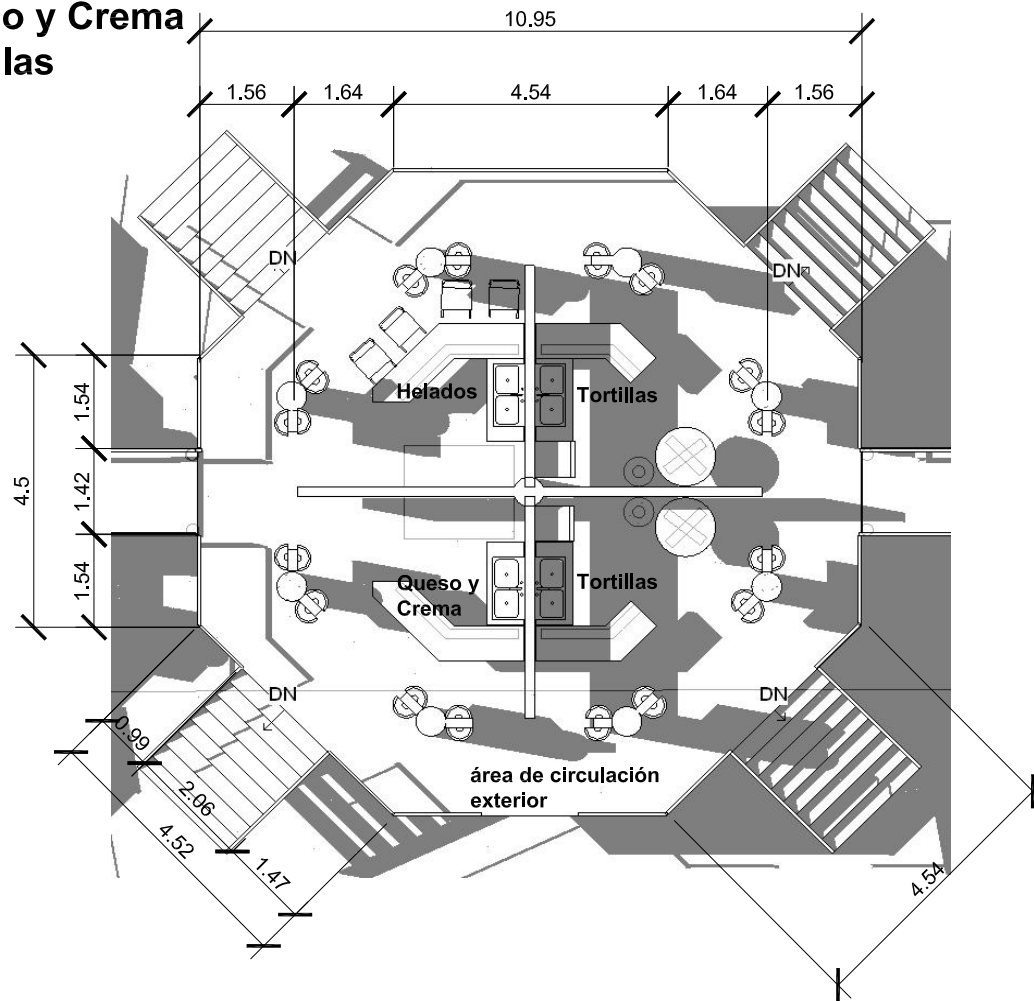 o y Crema
las
10.95
1.56
1.64
4.54
1.64
1.56
DN
DN
4.5
1.54
1.42
1.54
Helados
Tortillas
Queso y
Crema
Tortillas
DN
DN
0.99
2.06
4.52
1.47
área de circulación
exterior
4.54